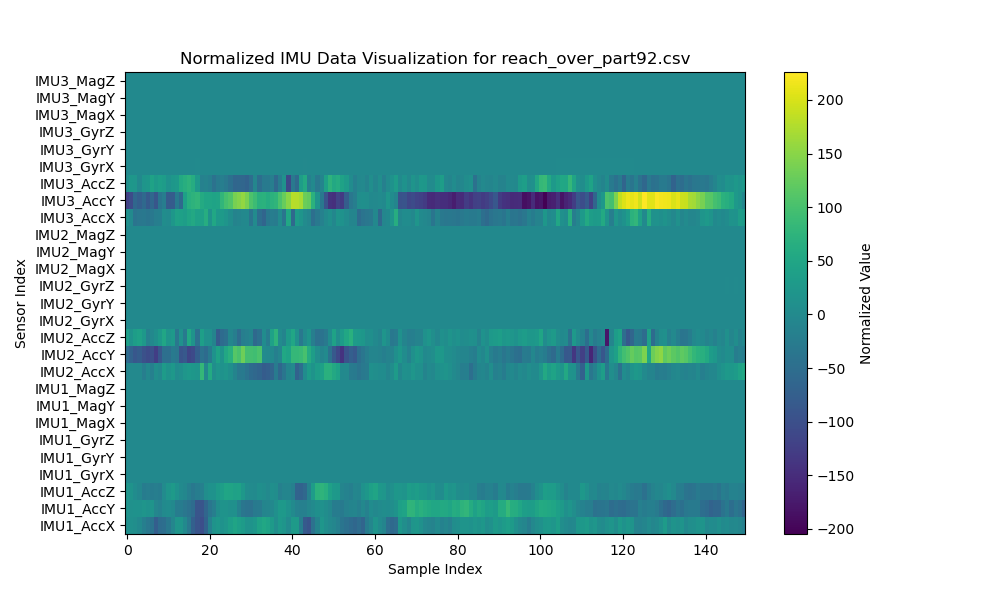 Normalized IMU Data Visualization for reach_over_part92.csv
IMU3_MagZ
IMU3_MagY
IMU3_MagX
IMU3_GyrZ
IMU3_GyrY
IMU3_GyrX
IMU3_AccZ
IMU3_AccY
IMU3_AccX
IMU2_MagZ
IMU2_MagY
IMU2_MagX
IMU2_GyrZ
IMU2_GyrY
IMU2_GyrX
IMU2_AccZ
IMU2_AccY
IMU2_AccX
IMU1_MagZ
IMU1_MagY
IMU1_MagX
IMU1_GyrZ
IMU1_GyrY
IMU1_GyrX
IMU1_AccZ
IMU1_AccY
IMU1_AccX
Sensor Index
0 20 40 60 80 100 120 140
Sample Index
200
150
100
50
0
−50
−100
−150
−200
Normalized Value